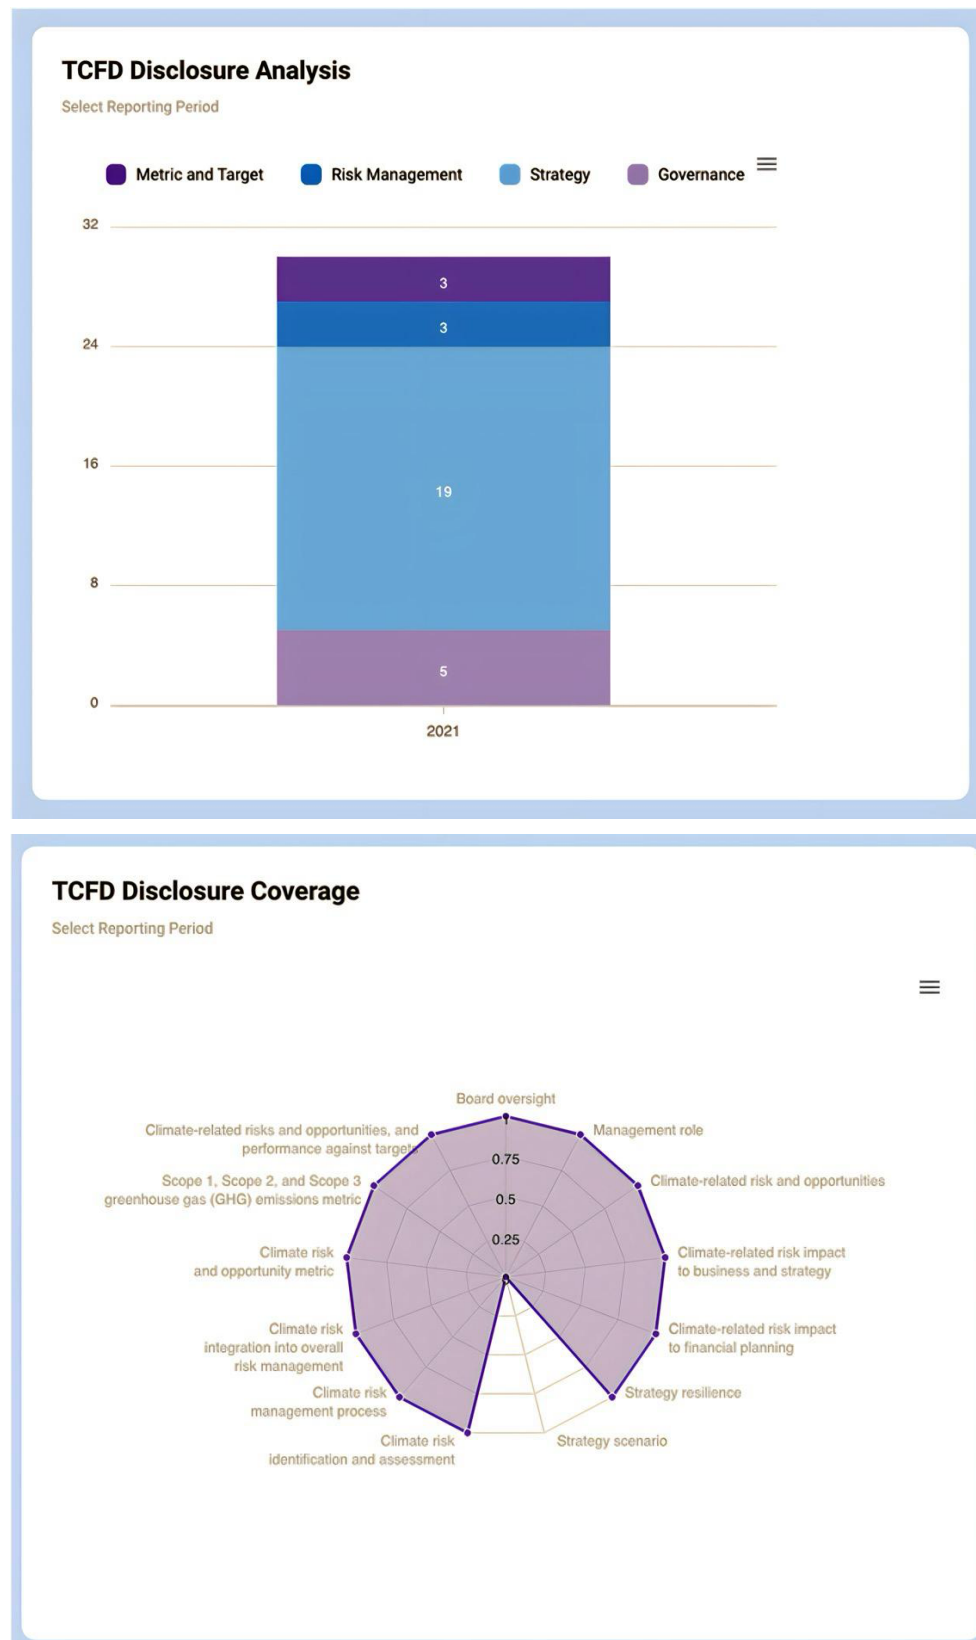 TCFD Disclosure Analysis
Select Reporting Period
Metric and Target
Risk Management
Strategy
Governance
32
24
16
8
0
3
3
19
5
2021
TCFD Disclosure Coverage
Select Reporting Period
Board oversight
Management role
Climate-related risk and opportunities
Climate-related risk impact
to business and strategy
Climate-related risk impact
to financial planning
Strategy resilience
Strategy scenario
Climate risk
identification and assessment
Climate risk
management process
Climate risk
integration into overall
risk management
Climate risk
and opportunity metric
Scope 1, Scope 2, and Scope 3
greenhouse gas (GHG) emissions metric
Climate-related risks and opportunities, and
performance against targets
1
0.75
0.5
0.25
0